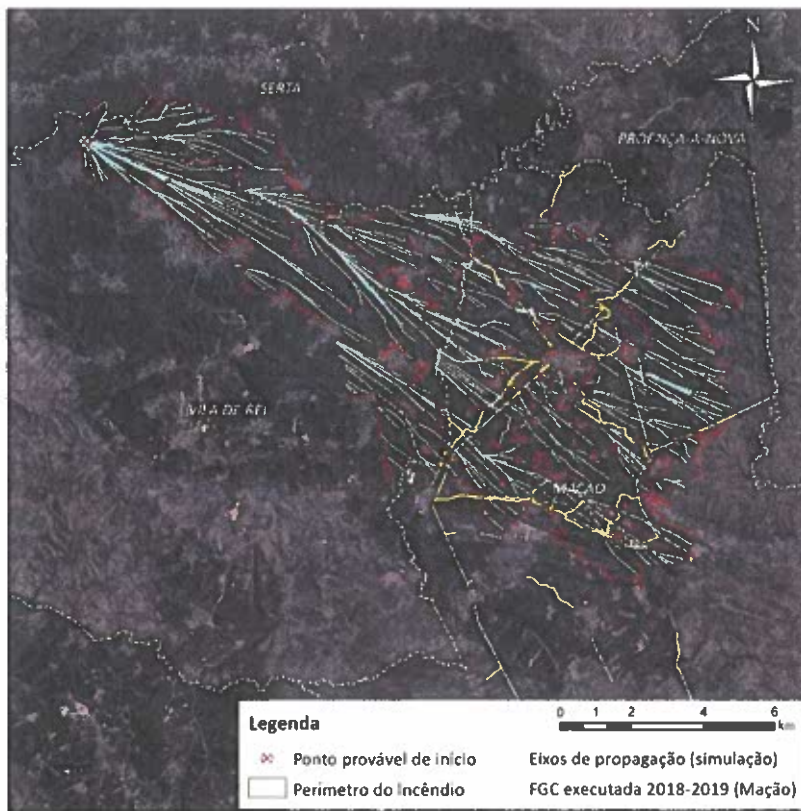 N
SERTÃ
PROENÇA-A-NOVA
VILA DE REI
MAÇÃO
Legenda
0 1 2 4 6
km
Ponto provável de início
Eixos de propagação (simulação)
Perímetro do Incêndio
FGC executada 2018-2019 (Mação)